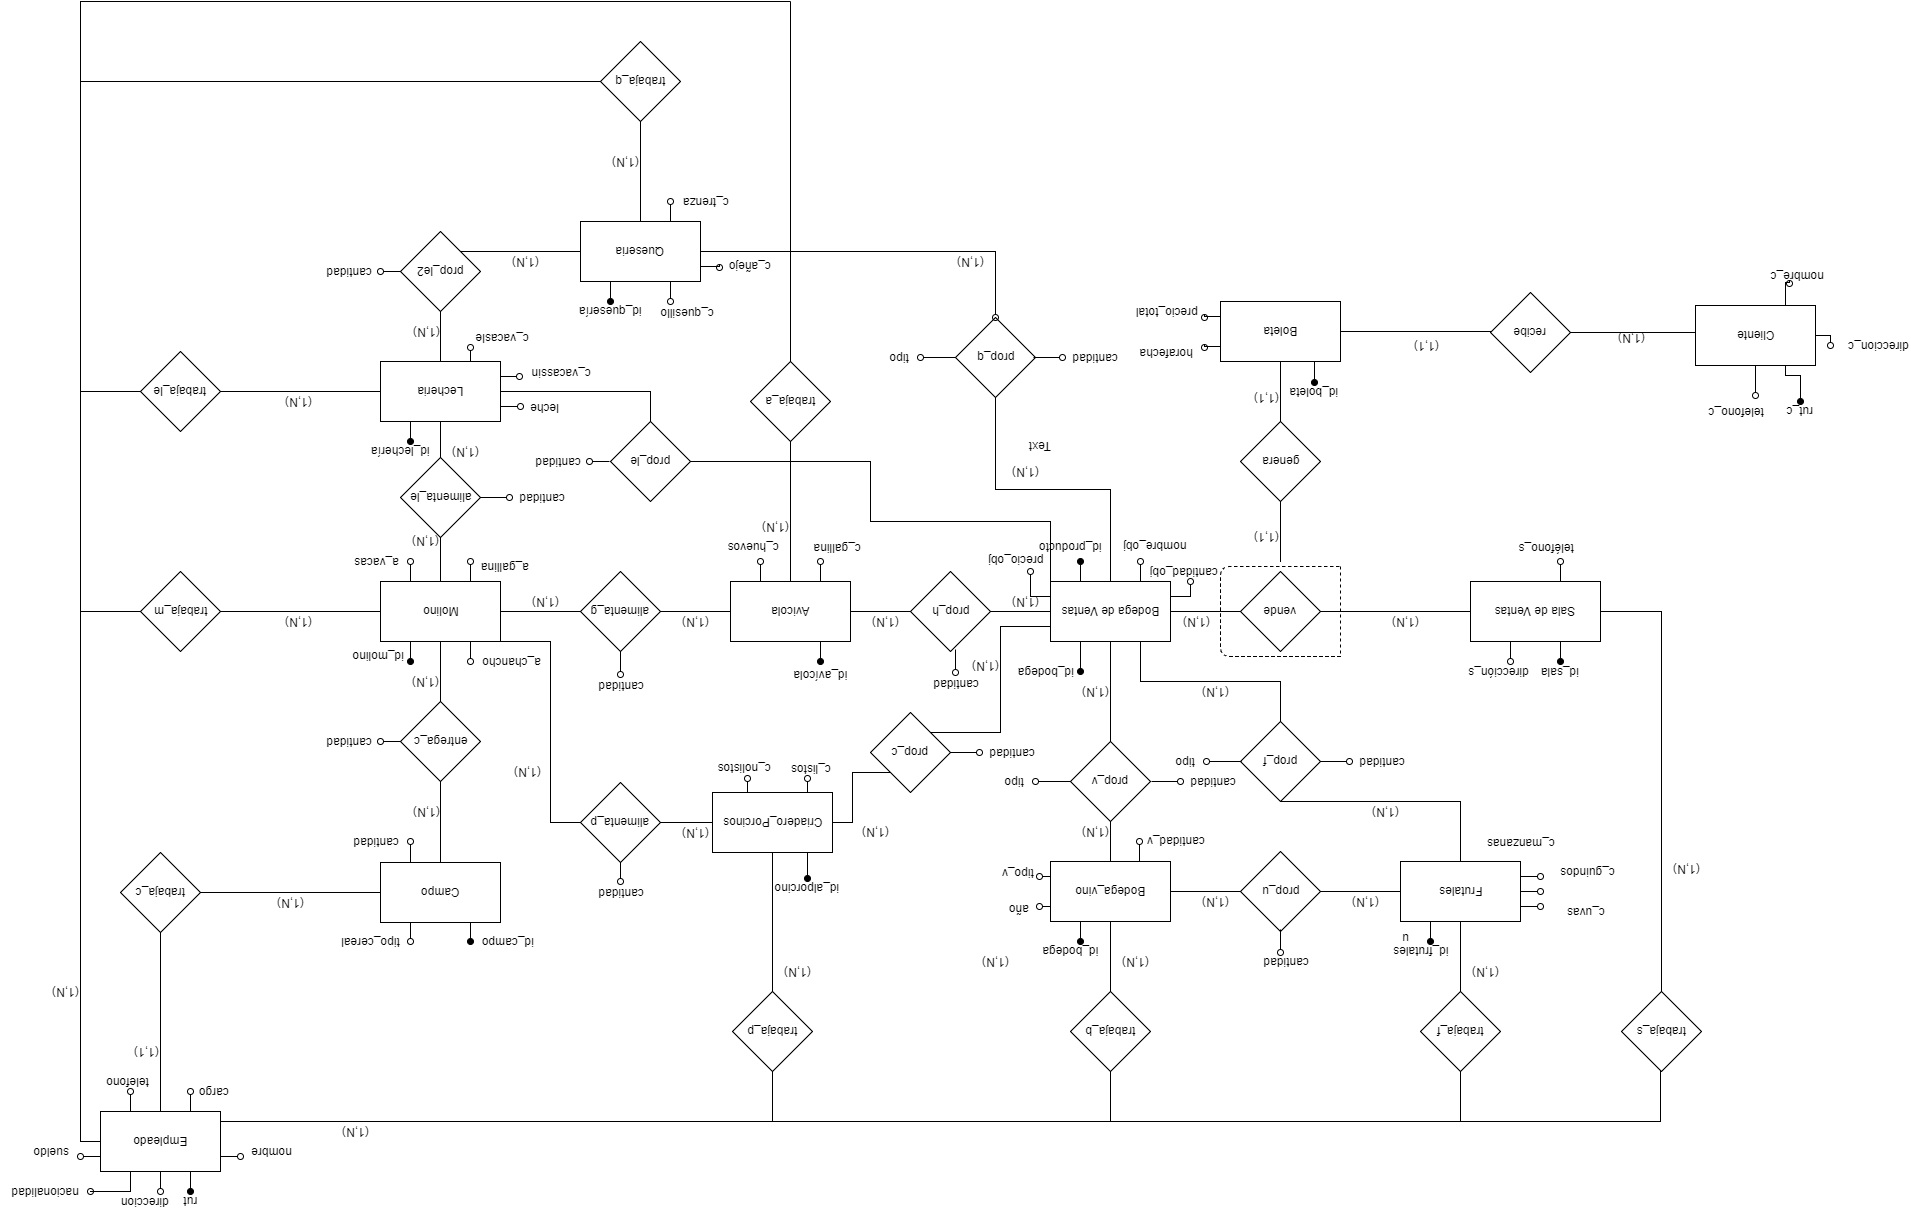 rut
direccion
nacionalidad
nombre
Empleado
sueldo
(1,N)
cargo
telefono
(1,1)
trabaja_s
trabaja_f
trabaja_b
trabaja_p
(1,N)
(1,N)
(1,N)
(1,N)
(1,N)
cantidad
id_frutales
u
id_bodega
id_campo
tipo_cereal
c_uvas
Frutales
(1,N)
prop_u
(1,N)
Bodega_vino
año
tipo_v
Campo
(1,N)
trabaja_c
c_guindos
(1,N)
c_manzanas
cantidad_v
id_alporcino
cantidad
cantidad
(1,N)
(1,N)
Criadero_Porcinos
(1,N)
alimenta_p
(1,N)
(1,N)
cantidad
prop_v
tipo
c_listos
c_nolistos
(1,N)
cantidad
prop_f
tipo
cantidad
prop_c
entrega_c
cantidad
(1,N)
(1,N)
cantidad
cantidad
(1,N)
id_sala
dirección_s
id_bodega
(1,N)
id_avícola
a_chancho
id_molino
Sala de Ventas
(1,N)
vende
(1,N)
Bodega de Ventas
(1,N)
prop_h
(1,N)
Avicola
(1,N)
alimenta_g
(1,N)
Molino
(1,N)
trabaja_m
teléfono_s
cantidad_obj
nombre_obj
id_producto
precio_obj
c_gallina
c_huevos
a_gallina
a_vacas
(1,1)
(1,N)
(1,N)
cantidad
alimenta_le
genera
(1,N)
Text
prop_le
cantidad
(1,N)
id_lechería
rut_c
telefono_c
id_boleta
(1,1)
trabaja_a
leche
Lecheria
(1,N)
trabaja_le
c_vacassin
c_vacasle
direccion_c
Cliente
(1,N)
recibe
(1,1)
Boleta
horafecha
precio_total
cantidad
prop_q
tipo
(1,N)
nombre_c
c_quesillo
id_quesería
(1,N)
c_añejo
Queseria
(1,N)
prop_le2
cantidad
c_trenza
(1,N)
trabaja_q